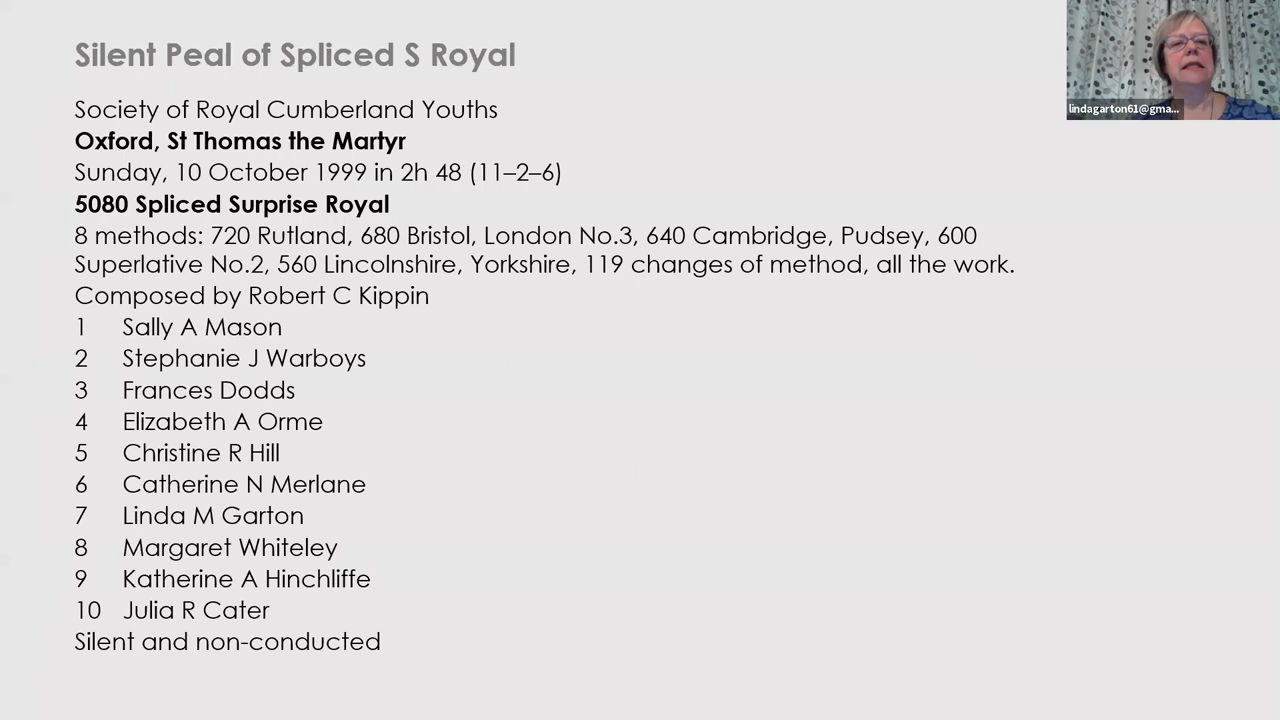 Silent Peal of Spliced S Royal
lindagarton61@gma...
Society of Royal Cumberland Youths
Oxford, St Thomas the Martyr
Sunday, 10 October 1999 in 2h 48 (11–2–6)
5080 Spliced Surprise Royal
8 methods: 720 Rutland, 680 Bristol, London No.3, 640 Cambridge, Pudsey, 600
Superlative No.2, 560 Lincolnshire, Yorkshire, 119 changes of method, all the work.
Composed by Robert C Kippin
1 Sally A Mason
2 Stephanie J Warboys
3 Frances Dodds
4 Elizabeth A Orme
5 Christine R Hill
6 Catherine N Merlane
7 Linda M Garton
8 Margaret Whiteley
9 Katherine A Hinchliffe
10 Julia R Cater
Silent and non-conducted